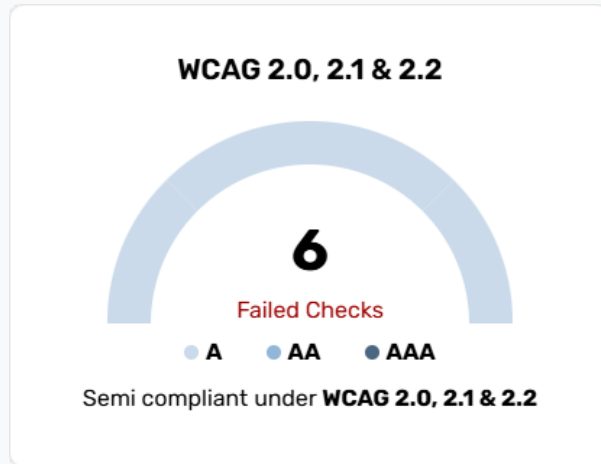 WCAG 2.0, 2.1 & 2.2
6
Failed Checks
A AA AAA
Semi compliant under WCAG 2.0, 2.1 & 2.2